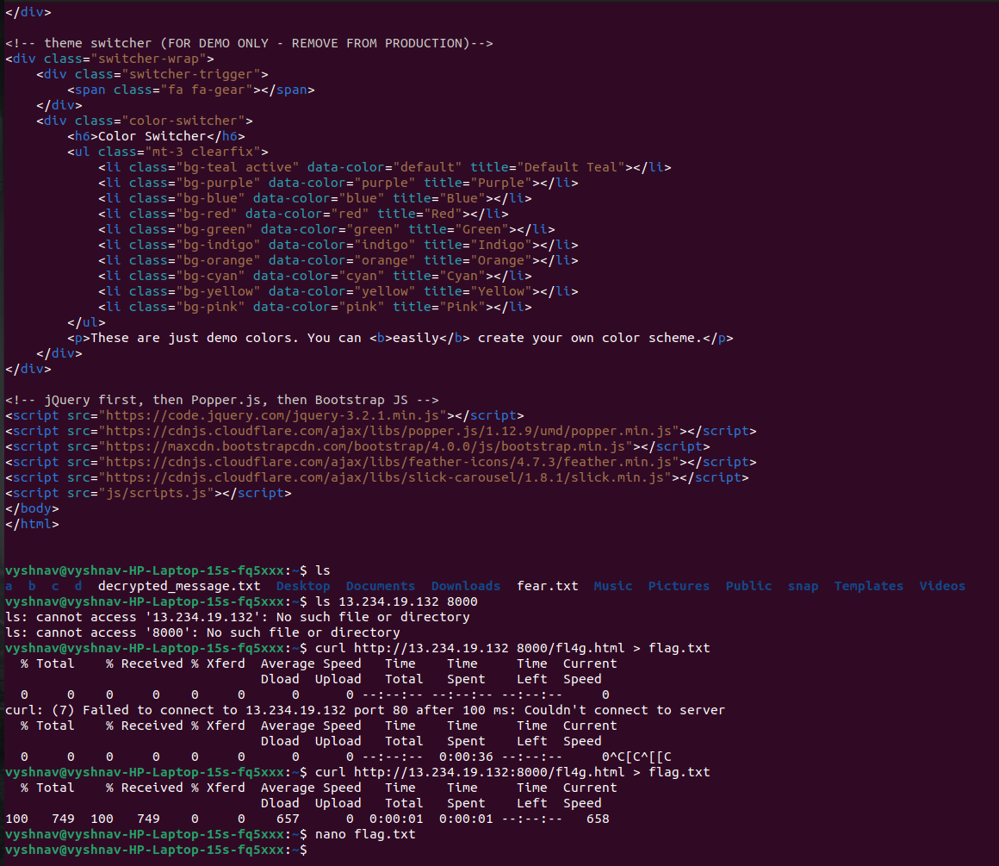 </div>
<!-- theme switcher (FOR DEMO ONLY - REMOVE FROM PRODUCTION)-->
<div class="switcher-wrap">
    <div class="switcher-trigger">
        <span class="fa fa-gear"></span>
    </div>
    <div class="color-switcher">
        <h6>Color Switcher</h6>
        <ul class="mt-3 clearfix">
            <li class="bg-teal active" data-color="default" title="Default Teal"></li>
            <li class="bg-purple" data-color="purple" title="Purple"></li>
            <li class="bg-blue" data-color="blue" title="Blue"></li>
            <li class="bg-red" data-color="red" title="Red"></li>
            <li class="bg-green" data-color="green" title="Green"></li>
            <li class="bg-indigo" data-color="indigo" title="Indigo"></li>
            <li class="bg-orange" data-color="orange" title="Orange"></li>
            <li class="bg-cyan" data-color="cyan" title="Cyan"></li>
            <li class="bg-yellow" data-color="yellow" title="Yellow"></li>
            <li class="bg-pink" data-color="pink" title="Pink"></li>
        </ul>
        <p>These are just demo colors. You can <b>easily</b> create your own color scheme.</p>
    </div>
</div>
<!-- jQuery first, then Popper.js, then Bootstrap JS -->
<script src="https://code.jquery.com/jquery-3.2.1.min.js"></script>
<script src="https://cdnjs.cloudflare.com/ajax/libs/popper.js/1.12.9/umd/popper.min.js"></script>
<script src="https://maxcdn.bootstrapcdn.com/bootstrap/4.0.0/js/bootstrap.min.js"></script>
<script src="https://cdnjs.cloudflare.com/ajax/libs/feather-icons/4.7.3/feather.min.js"></script>
<script src="https://cdnjs.cloudflare.com/ajax/libs/slick-carousel/1.8.1/slick.min.js"></script>
<script src="js/scripts.js"></script>
</body>
</html>
vyshnav@vyshnav-HP-Laptop-15s-fq5xxx:~$ ls
a  b  c  d  decrypted_message.txt  Desktop  Documents  Downloads  fear.txt  Music  Pictures  Public  snap  Templates  Videos
vyshnav@vyshnav-HP-Laptop-15s-fq5xxx:~$ ls 13.234.19.132 8000
ls: cannot access '13.234.19.132': No such file or directory
ls: cannot access '8000': No such file or directory
vyshnav@vyshnav-HP-Laptop-15s-fq5xxx:~$ curl http://13.234.19.132 8000/fl4g.html > flag.txt
  % Total    % Received % Xferd  Average Speed   Time    Time     Time  Current
                                 Dload  Upload   Total   Spent    Left  Speed
  0     0    0     0    0     0      0      0 --:--:-- --:--:-- --:--:--     0
curl: (7) Failed to connect to 13.234.19.132 port 80 after 100 ms: Couldn't connect to server
  % Total    % Received % Xferd  Average Speed   Time    Time     Time  Current
                                 Dload  Upload   Total   Spent    Left  Speed
  0     0    0     0    0     0      0      0 --:--:--  0:00:36 --:--:--     0^C[C^[[C
vyshnav@vyshnav-HP-Laptop-15s-fq5xxx:~$ curl http://13.234.19.132:8000/fl4g.html > flag.txt
  % Total    % Received % Xferd  Average Speed   Time    Time     Time  Current
                                 Dload  Upload   Total   Spent    Left  Speed
100   749  100   749    0     0    657      0  0:00:01  0:00:01 --:--:--   658
vyshnav@vyshnav-HP-Laptop-15s-fq5xxx:~$ nano flag.txt
vyshnav@vyshnav-HP-Laptop-15s-fq5xxx:~$